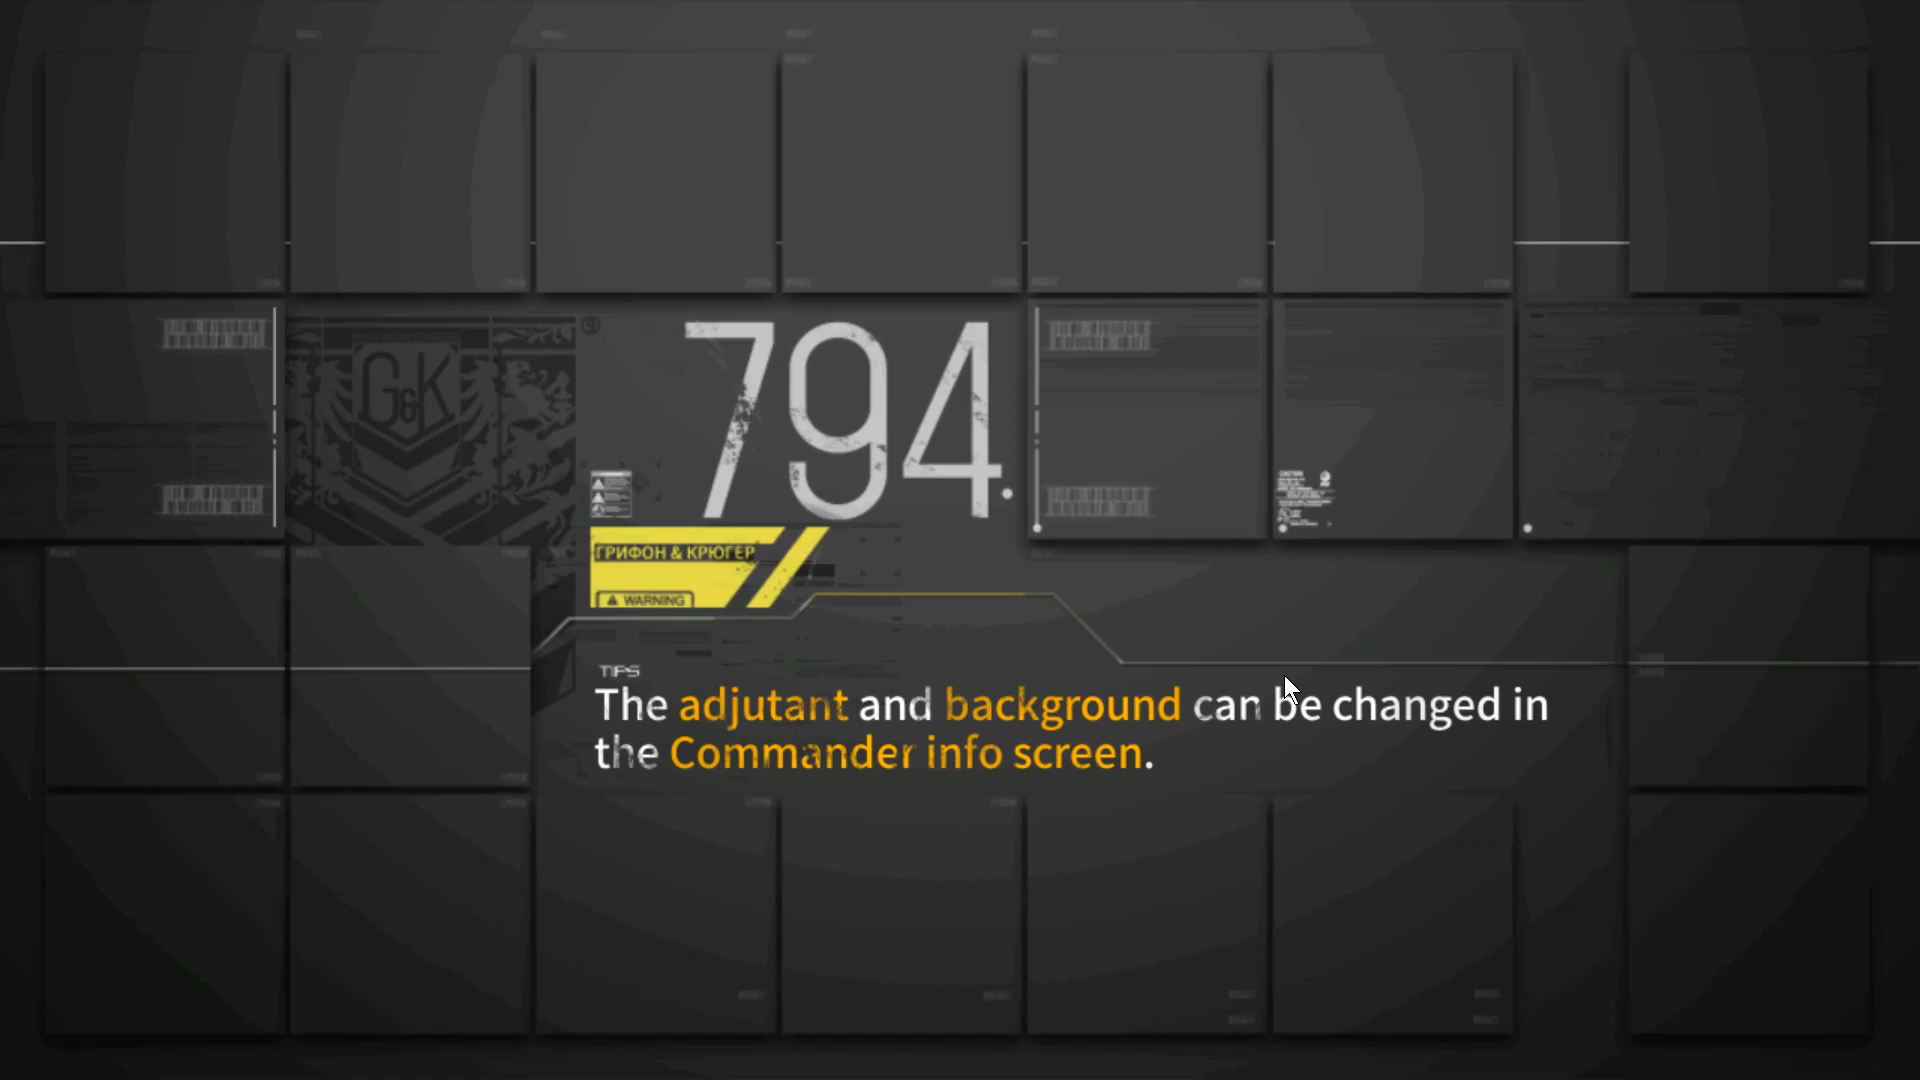 G&K
794.
ГРИФОН & КРЮГЕР
WARNING
TIPS
The adjutant and background can be changed in
the Commander info screen.